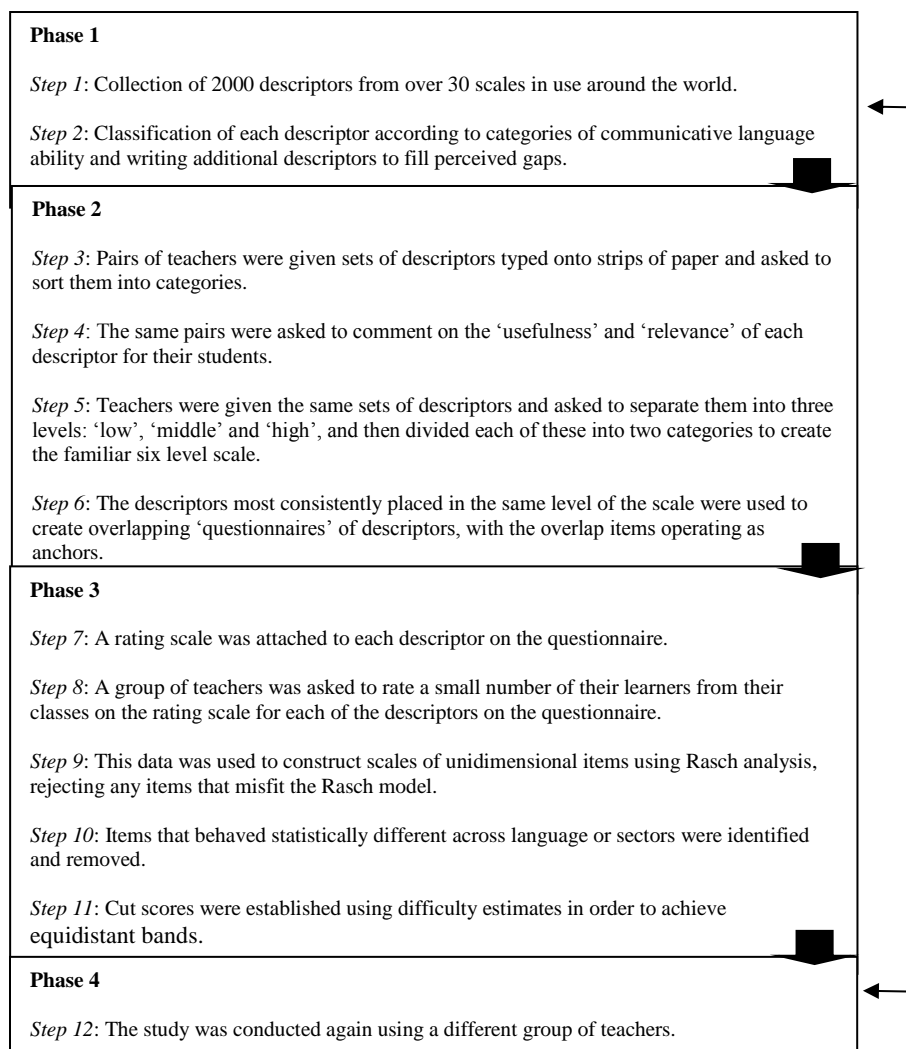 Phase 1
Step 1: Collection of 2000 descriptors from over 30 scales in use around the world.
Step 2: Classification of each descriptor according to categories of communicative language
ability and writing additional descriptors to fill perceived gaps.
Phase 2
Step 3: Pairs of teachers were given sets of descriptors typed onto strips of paper and asked to
sort them into categories.
Step 4: The same pairs were asked to comment on the ‘usefulness’ and ‘relevance’ of each
descriptor for their students.
Step 5: Teachers were given the same sets of descriptors and asked to separate them into three
levels: ‘low’, ‘middle’ and ‘high’, and then divided each of these into two categories to create
the familiar six level scale.
Step 6: The descriptors most consistently placed in the same level of the scale were used to
create overlapping ‘questionnaires’ of descriptors, with the overlap items operating as
anchors.
Phase 3
Step 7: A rating scale was attached to each descriptor on the questionnaire.
Step 8: A group of teachers was asked to rate a small number of their learners from their
classes on the rating scale for each of the descriptors on the questionnaire.
Step 9: This data was used to construct scales of unidimensional items using Rasch analysis,
rejecting any items that misfit the Rasch model.
Step 10: Items that behaved statistically different across language or sectors were identified
and removed.
Step 11: Cut scores were established using difficulty estimates in order to achieve
equidistant bands.
Phase 4
Step 12: The study was conducted again using a different group of teachers.